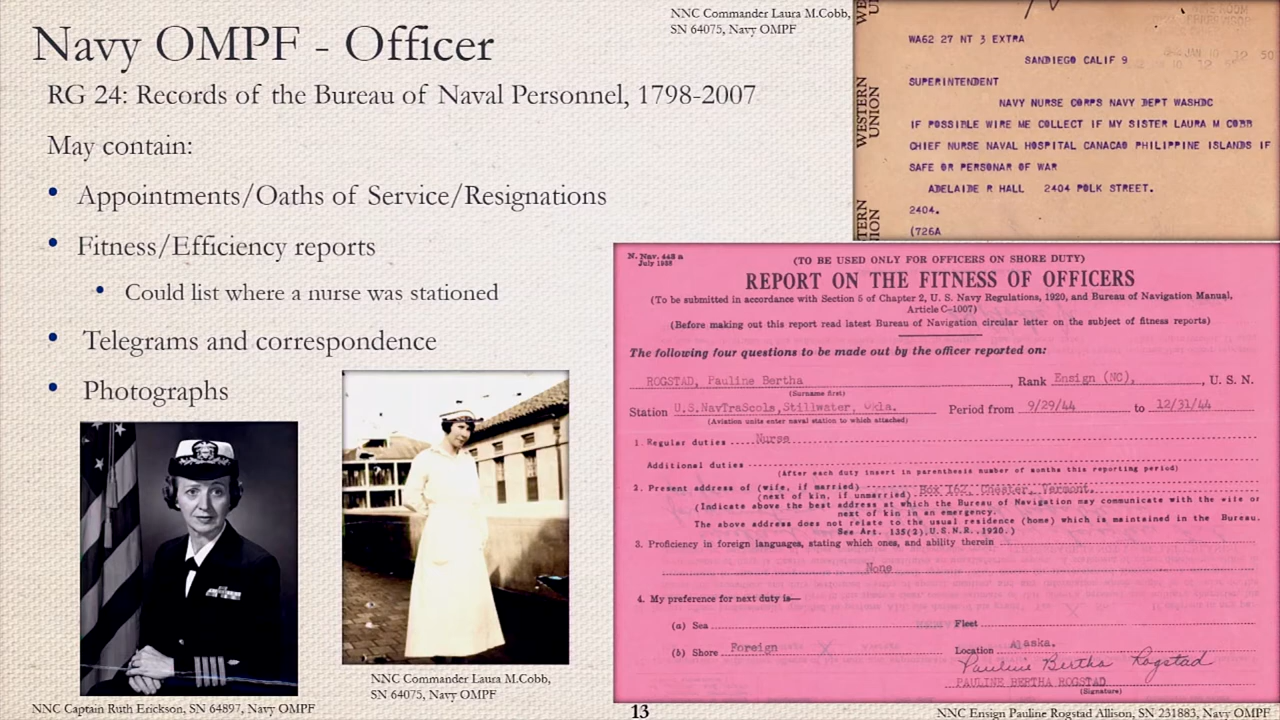 Navy OMPF - Officer
RG 24: Records of the Bureau of Naval Personnel, 1798-2007
May contain:
• Appointments/Oaths of Service/Resignations
• Fitness/Efficiency reports
• Could list where a nurse was stationed
• Telegrams and correspondence
• Photographs
NNC Captain Ruth Erickson, SN 64897, Navy OMPF
NNC Commander Laura M.Cobb,
SN 64075, Navy OMPF
NNC Commander Laura M.Cobb,
SN 64075, Navy OMPF
WESTERN
UNION
WA62 27 NT 3 EXTRA
SANDIEGO CALIF 9
SUPERINTENDENT
NAVY NURSE CORPS NAVY DEPT WASHDC
IF POSSIBLE WIRE ME COLLECT IF MY SISTER LAURA M COBB
CHIEF NURSE NAVAL HOSPITAL CANACAO PHILIPPINE ISLANDS IF
SAFE OR PERSONAR OF WAR
ADELAIDE R HALL 2404 POLK STREET.
2404.
(726A
N. Nav. 448 a
July 1938
(TO BE USED ONLY FOR OFFICERS ON SHORE DUTY)
REPORT ON THE FITNESS OF OFFICERS
(To be submitted in accordance with Section 5 of Chapter 2, U. S. Navy Regulations, 1920, and Bureau of Navigation Manual,
Article C-1007)
(Before making out this report read latest Bureau of Navigation circular letter on the subject of fitness reports)
The following four questions to be made out by the officer reported on:
ROGSTAD, Pauline Bertha, Rank Ensign (NC), , U. S. N.
(Surname first)
Station U.S.NavTraScols,Stillwater, Okla. Period from 9/29/44 to 12/31/44
(Aviation units enter naval station to which attached)
1. Regular duties Nurse
Additional duties
(After each duty insert in parenthesis number of months this reporting period)
2. Present address of (wife, if married)
(next of kin, if unmarried) Box 162, Chester, Vermont.
(Indicate above the best address at which the Bureau of Navigation may communicate with the wife or
next of kin in an emergency.
The above address does not relate to the usual residence (home) which is maintained in the Bureau.
See Art. 135(2), U.S.N.R., 1920.)
3. Proficiency in foreign languages, stating which ones, and ability therein
None
4. My preference for next duty is—
(a) Sea Fleet
(b) Shore Foreign Location Alaska.
Pauline Bertha Rogstad
PAULINE BERTHA ROGSTAD
(Signature)
13
NNC Ensign Pauline Rogstad Allison, SN 231883, Navy OMPF